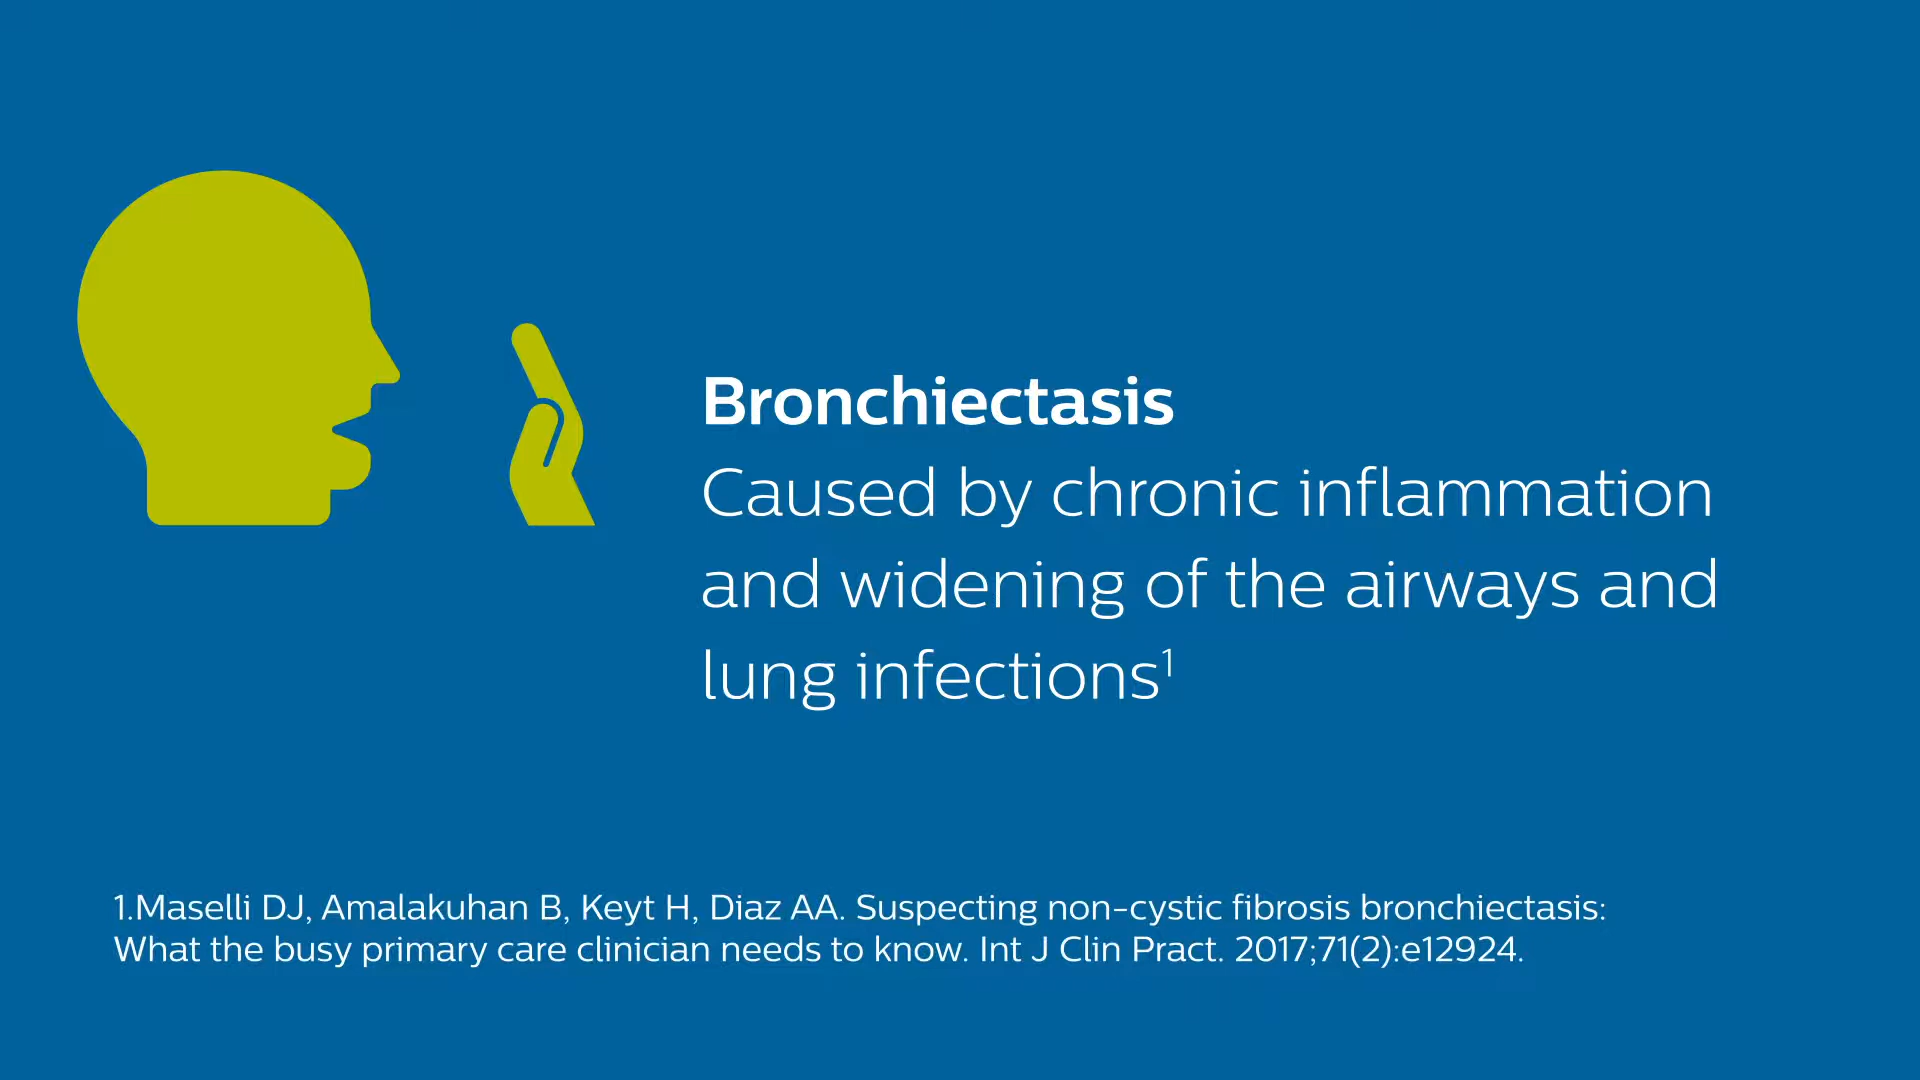 Bronchiectasis
Caused by chronic inflammation
and widening of the airways and
lung infections¹
1.Maselli DJ, Amalakuhan B, Keyt H, Diaz AA. Suspecting non-cystic fibrosis bronchiectasis:
What the busy primary care clinician needs to know. Int J Clin Pract. 2017;71(2):e12924.